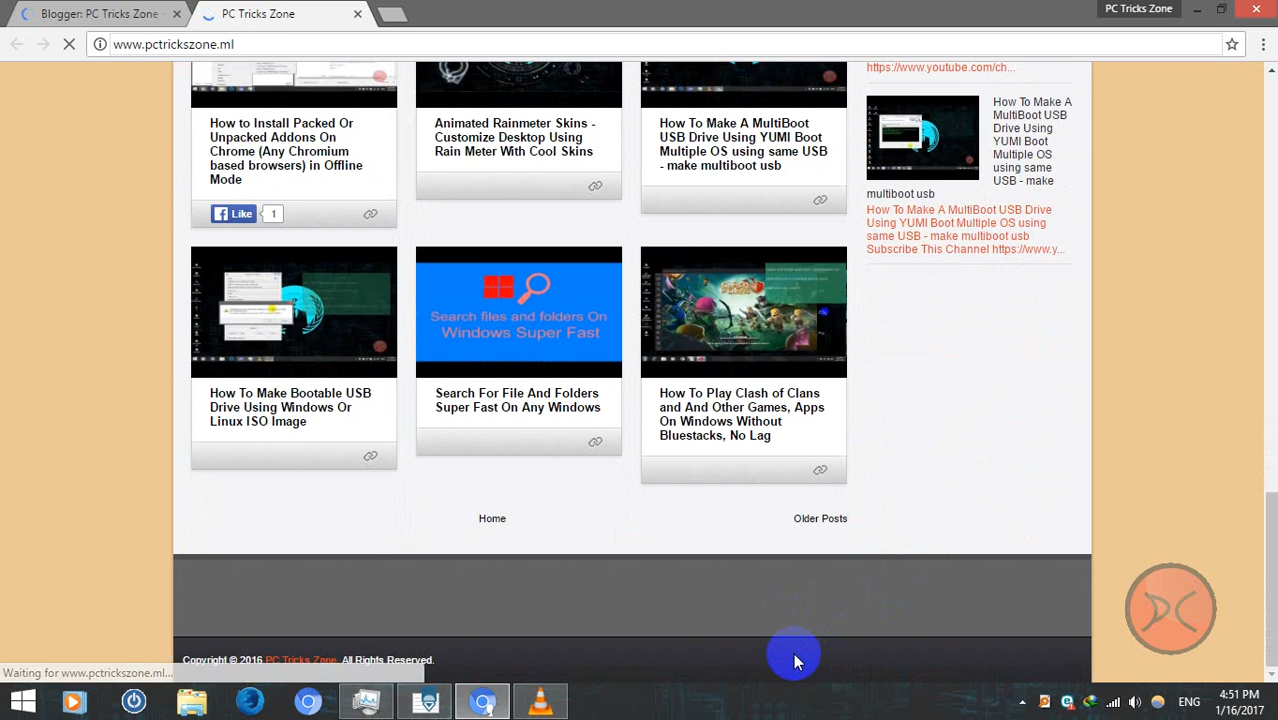 Blogger: PC Tricks Zone
PC Tricks Zone
PC Tricks Zone
www.pctrickszone.ml
https://www.youtube.com/ch...
How to Install Packed Or
Unpacked Addons On
Chrome (Any Chromium
based browsers) in Offline
Mode
Like
1
Animated Rainmeter Skins -
Customize Desktop Using
Rain Meter With Cool Skins
How To Make A MultiBoot
USB Drive Using YUMI Boot
Multiple OS using same USB
- make multiboot usb
How To Make A
MultiBoot USB
Drive Using
YUMI Boot
Multiple OS
using same
USB - make
multiboot usb
How To Make A MultiBoot USB Drive
Using YUMI Boot Multiple OS using
same USB - make multiboot usb
Subscribe This Channel https://www.y...
How To Make Bootable USB
Drive Using Windows Or
Linux ISO Image
Search files and folders On
Windows Super Fast
Search For File And Folders
Super Fast On Any Windows
How To Play Clash of Clans
and And Other Games, Apps
On Windows Without
Bluestacks, No Lag
Home
Older Posts
PC
Copyright © 2016 PC Tricks Zone. All Rights Reserved.
Waiting for www.pctrickszone.ml...
ENG
4:51 PM
1/16/2017